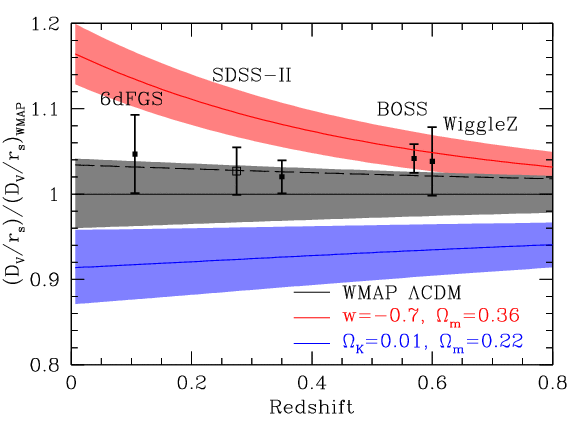 1.2
1.1
1
0.9
0.8
(D_V/r_s)/(D_V/r_s)_WMAP
6dFGS
SDSS-II
BOSS
WiggleZ
WMAP ΛCDM
w=-0.7, Ω_m=0.36
Ω_K=0.01, Ω_m=0.22
0 0.2 0.4 0.6 0.8
Redshift